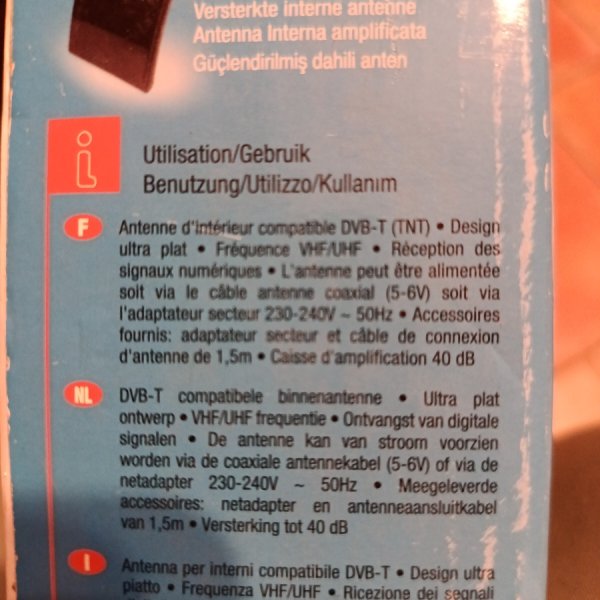 Versterkte interne antenne
Antenna Interna amplificata
Güçlendirilmiş dahili anten
i
Utilisation/Gebruik
Benutzung/Utilizzo/Kullanım
F
Antenne d'intérieur compatible DVB-T (TNT) • Design
ultra plat • Fréquence VHF/UHF • Réception des
signaux numériques • L'antenne peut être alimentée
soit via le câble antenne coaxial (5-6V) soit via
l'adaptateur secteur 230-240V ~ 50Hz • Accessoires
fournis: adaptateur secteur et câble de connexion
d'antenne de 1,5m • Caisse d'amplification 40 dB
NL
DVB-T compatibele binnenantenne • Ultra plat
ontwerp • VHF/UHF frequentie • Ontvangst van digitale
signalen • De antenne kan van stroom voorzien
worden via de coaxiale antennekabel (5-6V) of via de
netadapter 230-240V ~ 50Hz • Meegeleverde
accessoires: netadapter en antenneaansluitkabel
van 1,5m • Versterking tot 40 dB
I
Antenna per interni compatibile DVB-T • Design ultra
piatto • Frequenza VHF/UHF • Ricezione dei segnali